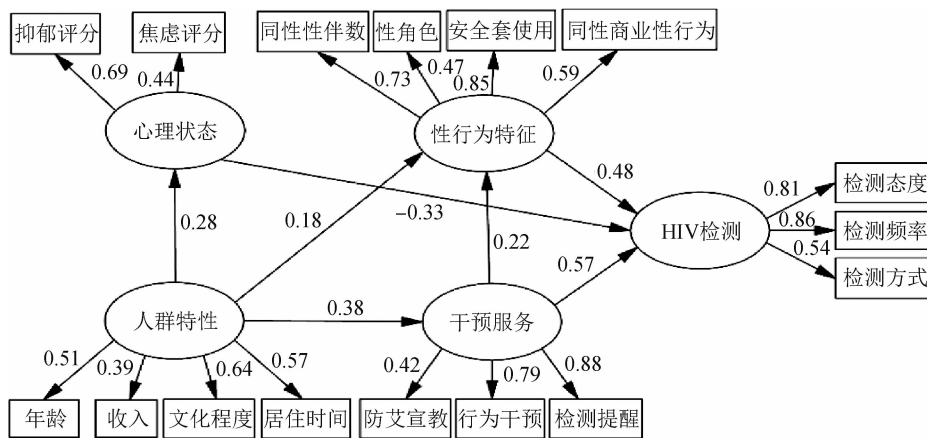 抑郁评分 焦虑评分 同性性伴数 性角色 安全套使用 同性商业性行为
0.69 0.44 0.73 0.47 0.85 0.59
心理状态 性行为特征
0.48 0.81 检测态度
0.28 0.18 -0.33 HIV检测 0.86 检测频率
0.22 0.57 0.54 检测方式
人群特性 0.38 干预服务
0.51 0.39 0.64 0.57 0.42 0.79 0.88
年龄 收入 文化程度 居住时间 防艾宣教 行为干预 检测提醒